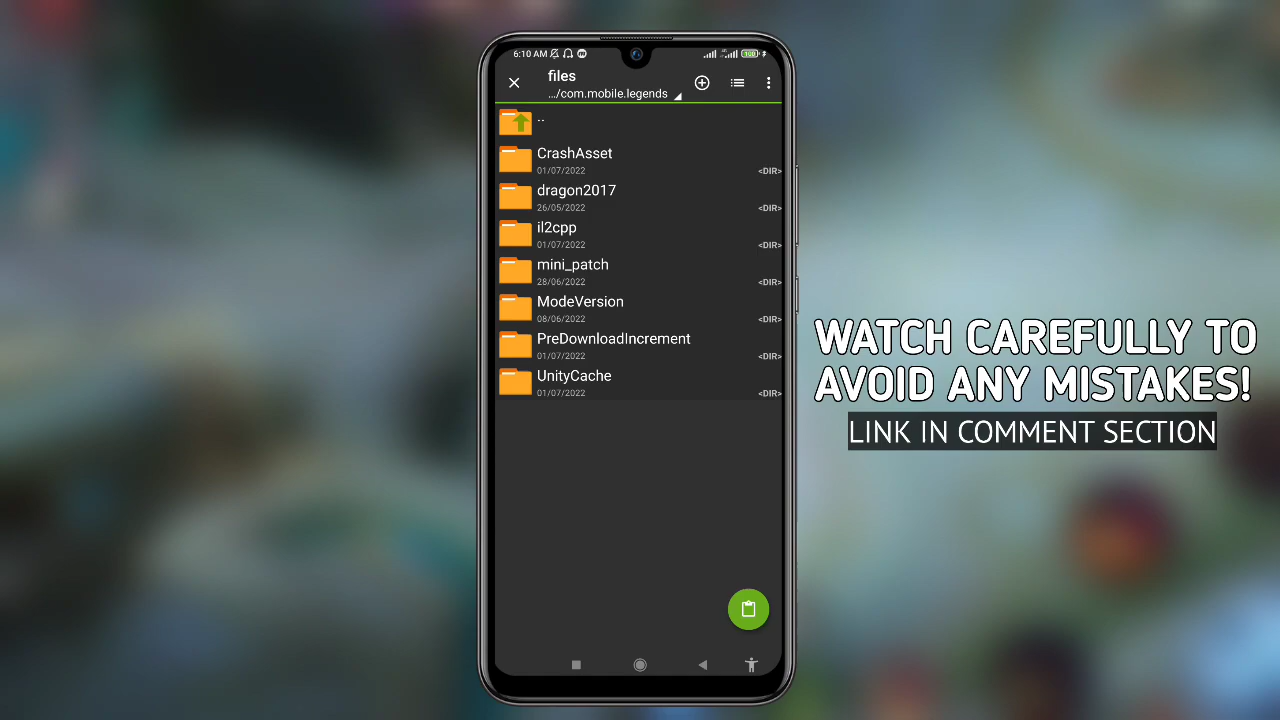 6:10 AM
100
files
.../com.mobile.legends
..
CrashAsset
01/07/2022
<DIR>
dragon2017
26/05/2022
<DIR>
il2cpp
01/07/2022
<DIR>
mini_patch
28/06/2022
<DIR>
ModeVersion
08/06/2022
<DIR>
PreDownloadIncrement
01/07/2022
<DIR>
UnityCache
01/07/2022
<DIR>
WATCH CAREFULLY TO
AVOID ANY MISTAKES!
LINK IN COMMENT SECTION